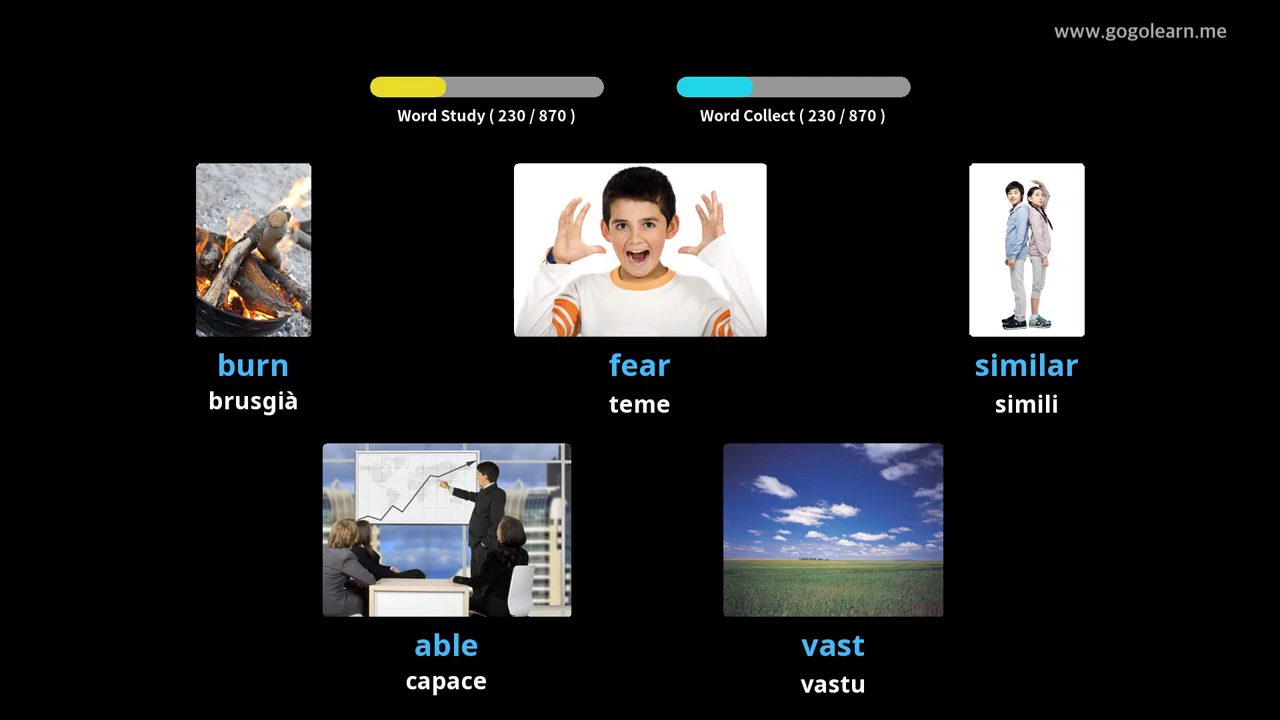 www.gogolearn.me
Word Study ( 230 / 870 )
Word Collect ( 230 / 870 )
burn
brusgià
fear
teme
similar
simili
able
capace
vast
vastu